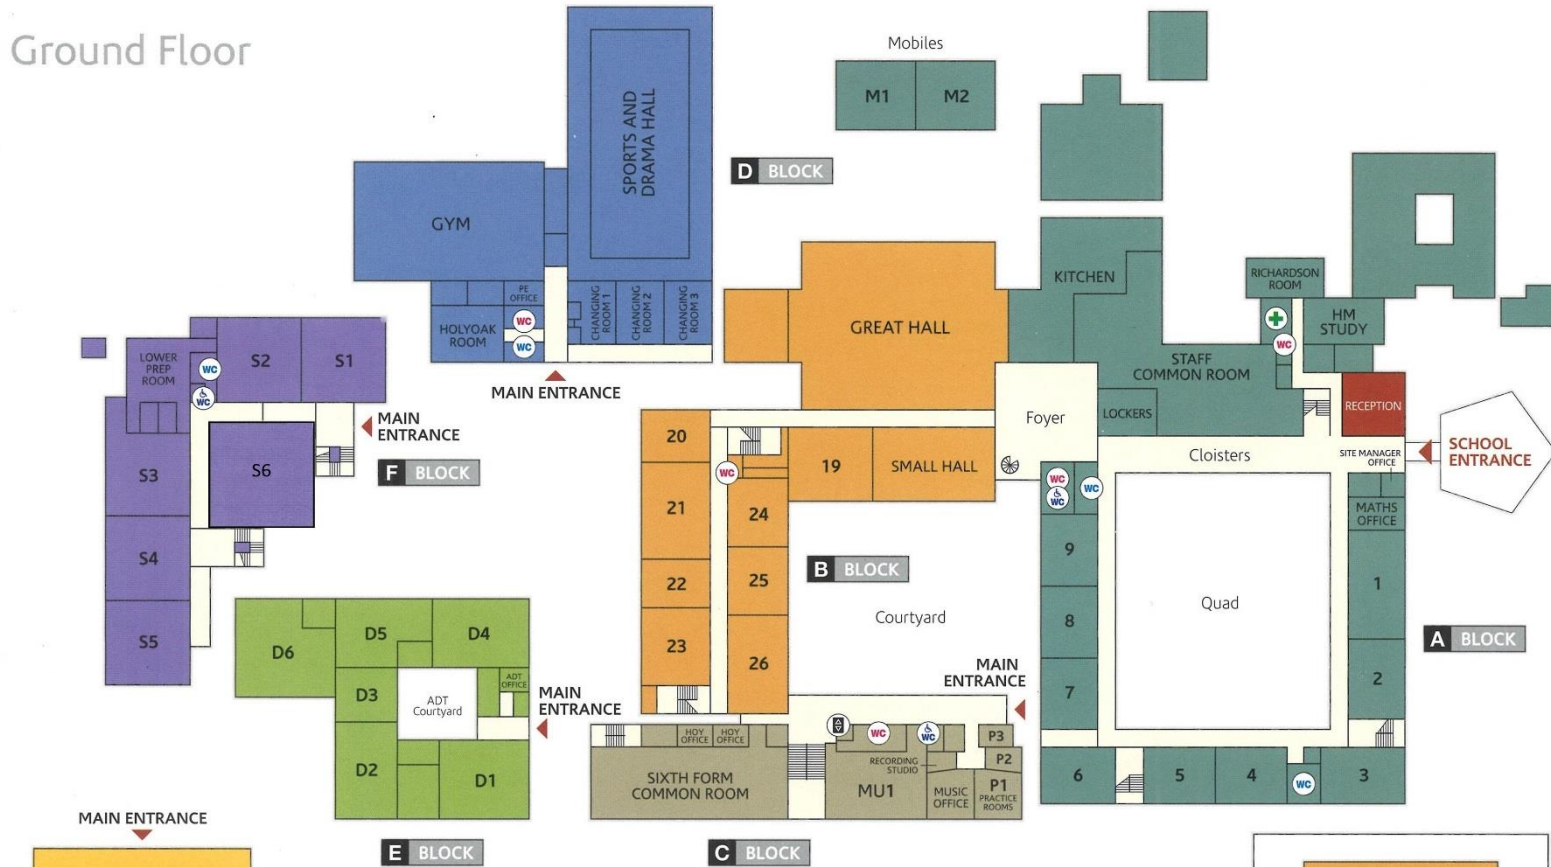 Ground Floor
Mobiles
M1
M2
SPORTS AND
DRAMA HALL
D BLOCK
GYM
KITCHEN
RICHARDSON
ROOM
PE
OFFICE
HOLYOAK
ROOM
WC
WC
CHANGING
ROOM 1
CHANGING
ROOM 2
CHANGING
ROOM 3
GREAT HALL
HM
STUDY
WC
LOWER
PREP
ROOM
S2
S1
WC
WC
STAFF
COMMON ROOM
MAIN ENTRANCE
MAIN
ENTRANCE
LOCKERS
RECEPTION
Foyer
Cloisters
SITE MANAGER
OFFICE
SCHOOL
ENTRANCE
20
19
SMALL HALL
WC
S3
S6
F BLOCK
WC
WC
WC
21
24
MATHS
OFFICE
9
S4
B BLOCK
22
25
1
Courtyard
Quad
8
A BLOCK
S5
D6
D5
D4
23
26
D3
ADT
OFFICE
ADT
Courtyard
MAIN
ENTRANCE
MAIN
ENTRANCE
7
2
HOY
OFFICE
HOY
OFFICE
WC
WC
P3
RECORDING
STUDIO
P2
D2
D1
SIXTH FORM
COMMON ROOM
MU1
MUSIC
OFFICE
P1
PRACTICE
ROOMS
6
5
4
WC
3
MAIN ENTRANCE
E BLOCK
C BLOCK